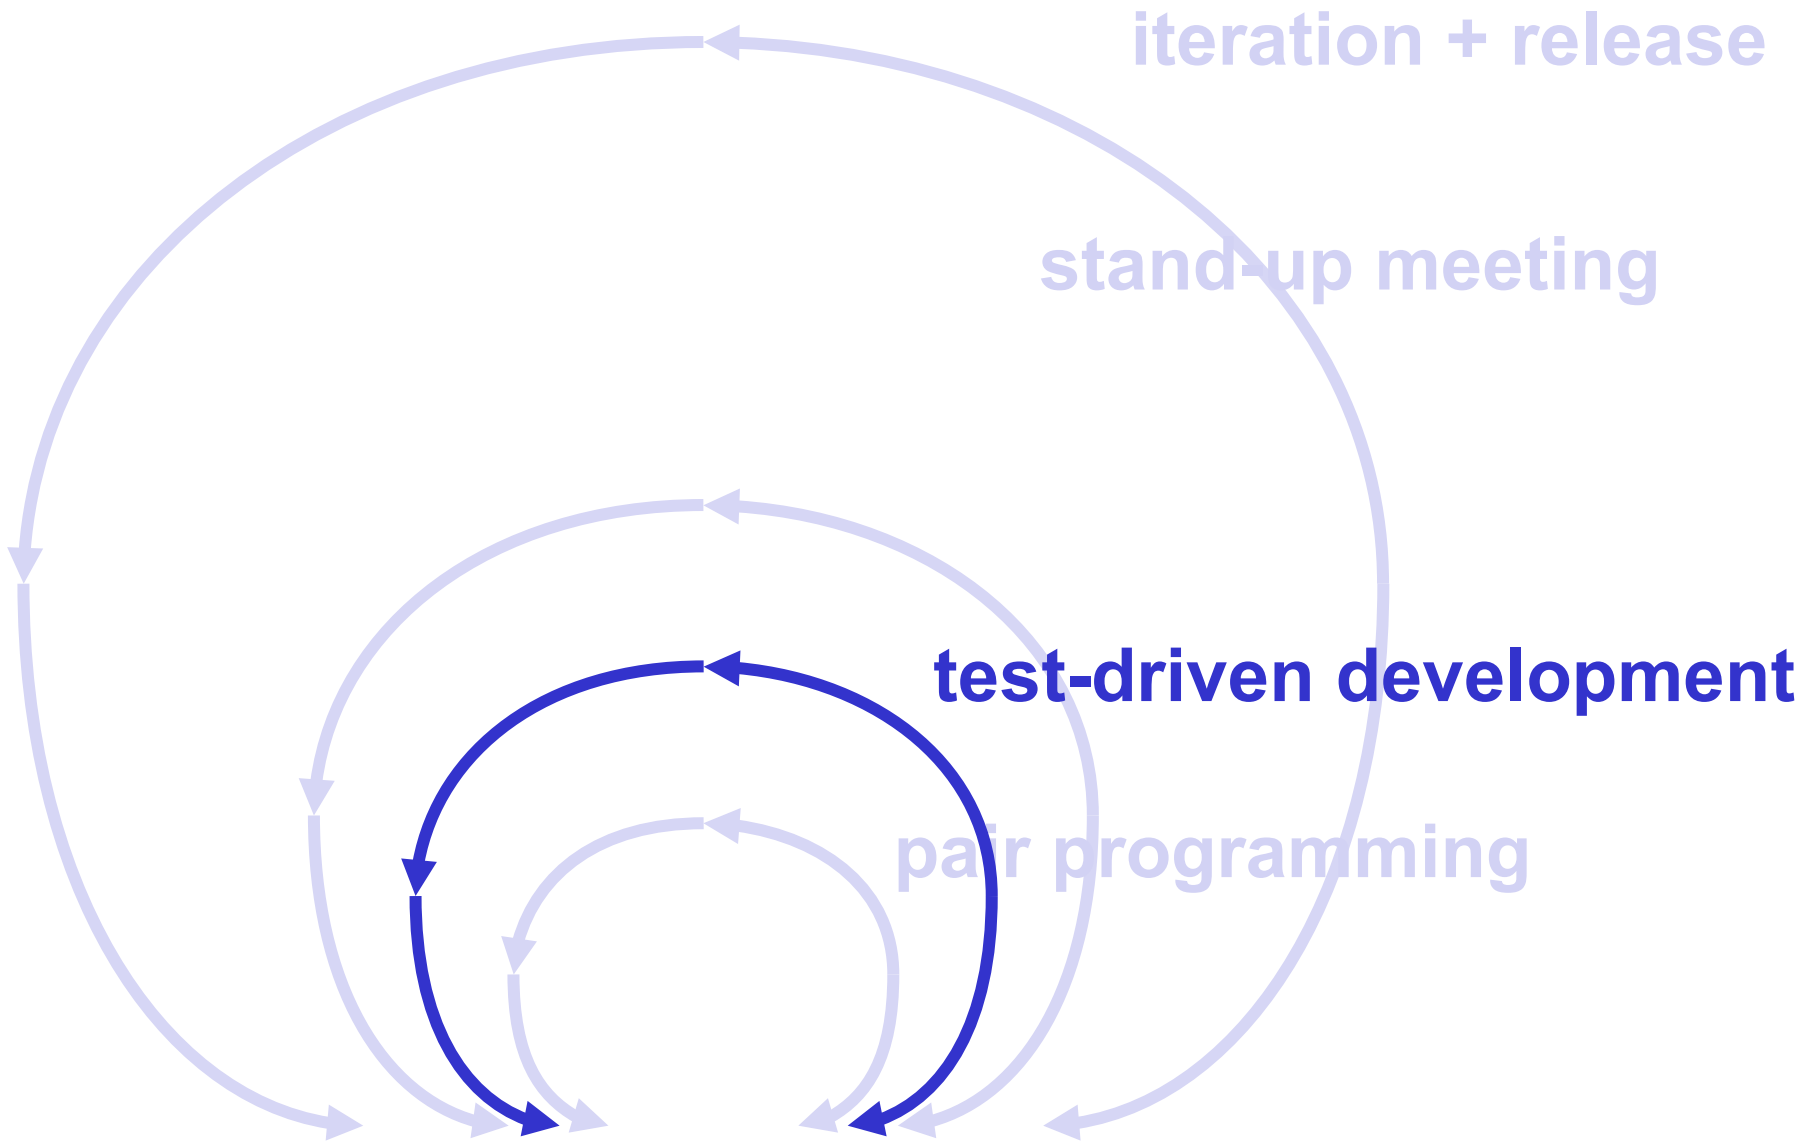 iteration + release
stand-up meeting
test-driven development
pair programming